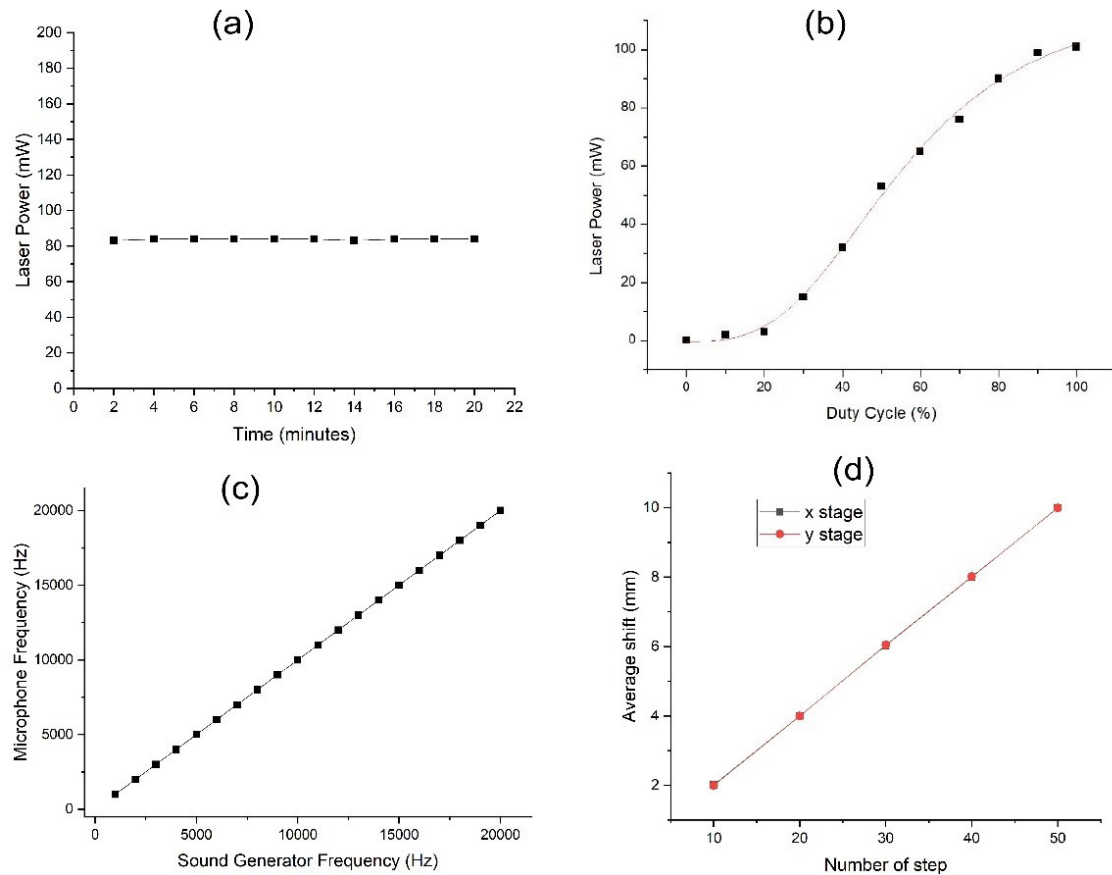 (a)
200
180
160
140
120
100
80
60
40
20
0
Laser Power (mW)
0 2 4 6 8 10 12 14 16 18 20 22
Time (minutes)
(b)
100
80
60
40
20
0
Laser Power (mW)
0 20 40 60 80 100
Duty Cycle (%)
(c)
20000
15000
10000
5000
0
Microphone Frequency (Hz)
0 5000 10000 15000 20000
Sound Generator Frequency (Hz)
(d)
x stage
y stage
10
8
6
4
2
Average shift (mm)
10 20 30 40 50
Number of step